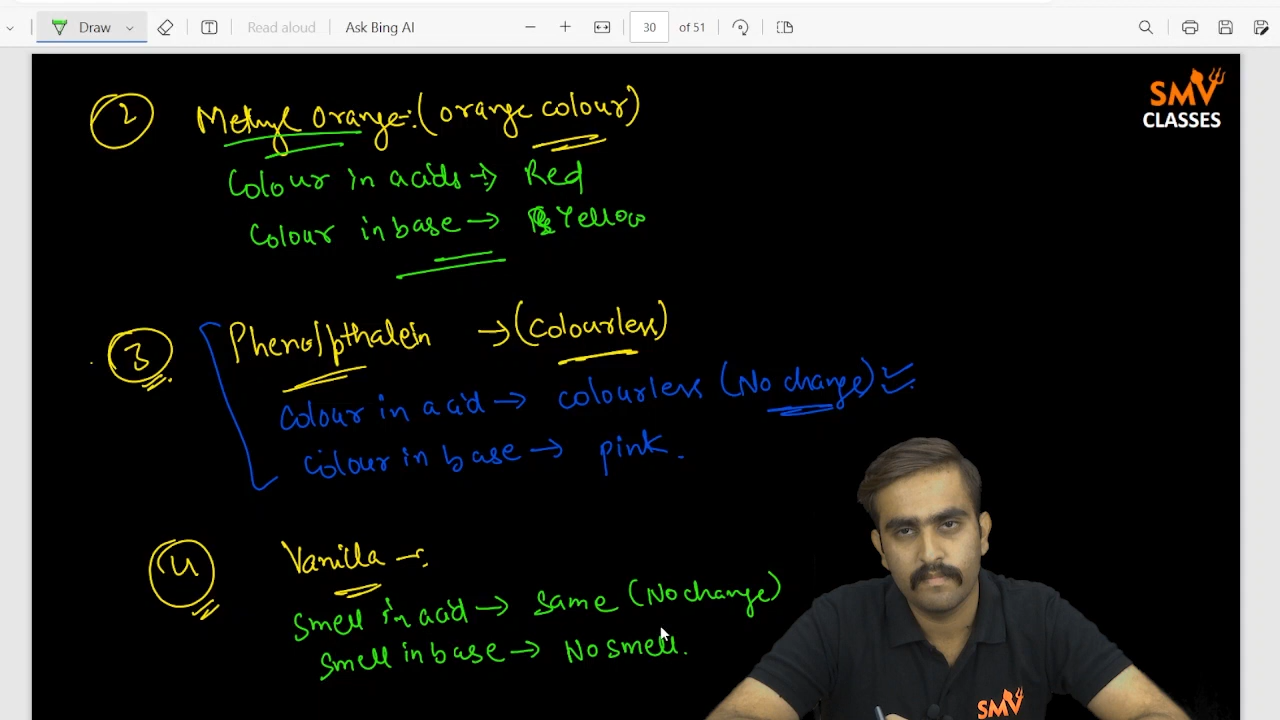 Draw
Read aloud
Ask Bing AI
30 of 51
SMV
CLASSES
2 Methyl orange-:(orange colour)
Colour in acids → Red
Colour in base → Yellow
3 Phenolpthalein → (Colourless)
Colour in acid → colourless (No change)
Colour in base → pink.
4 Vanilla -:
Smell in acid → Same (No change)
Smell in base → No smell.
SMV